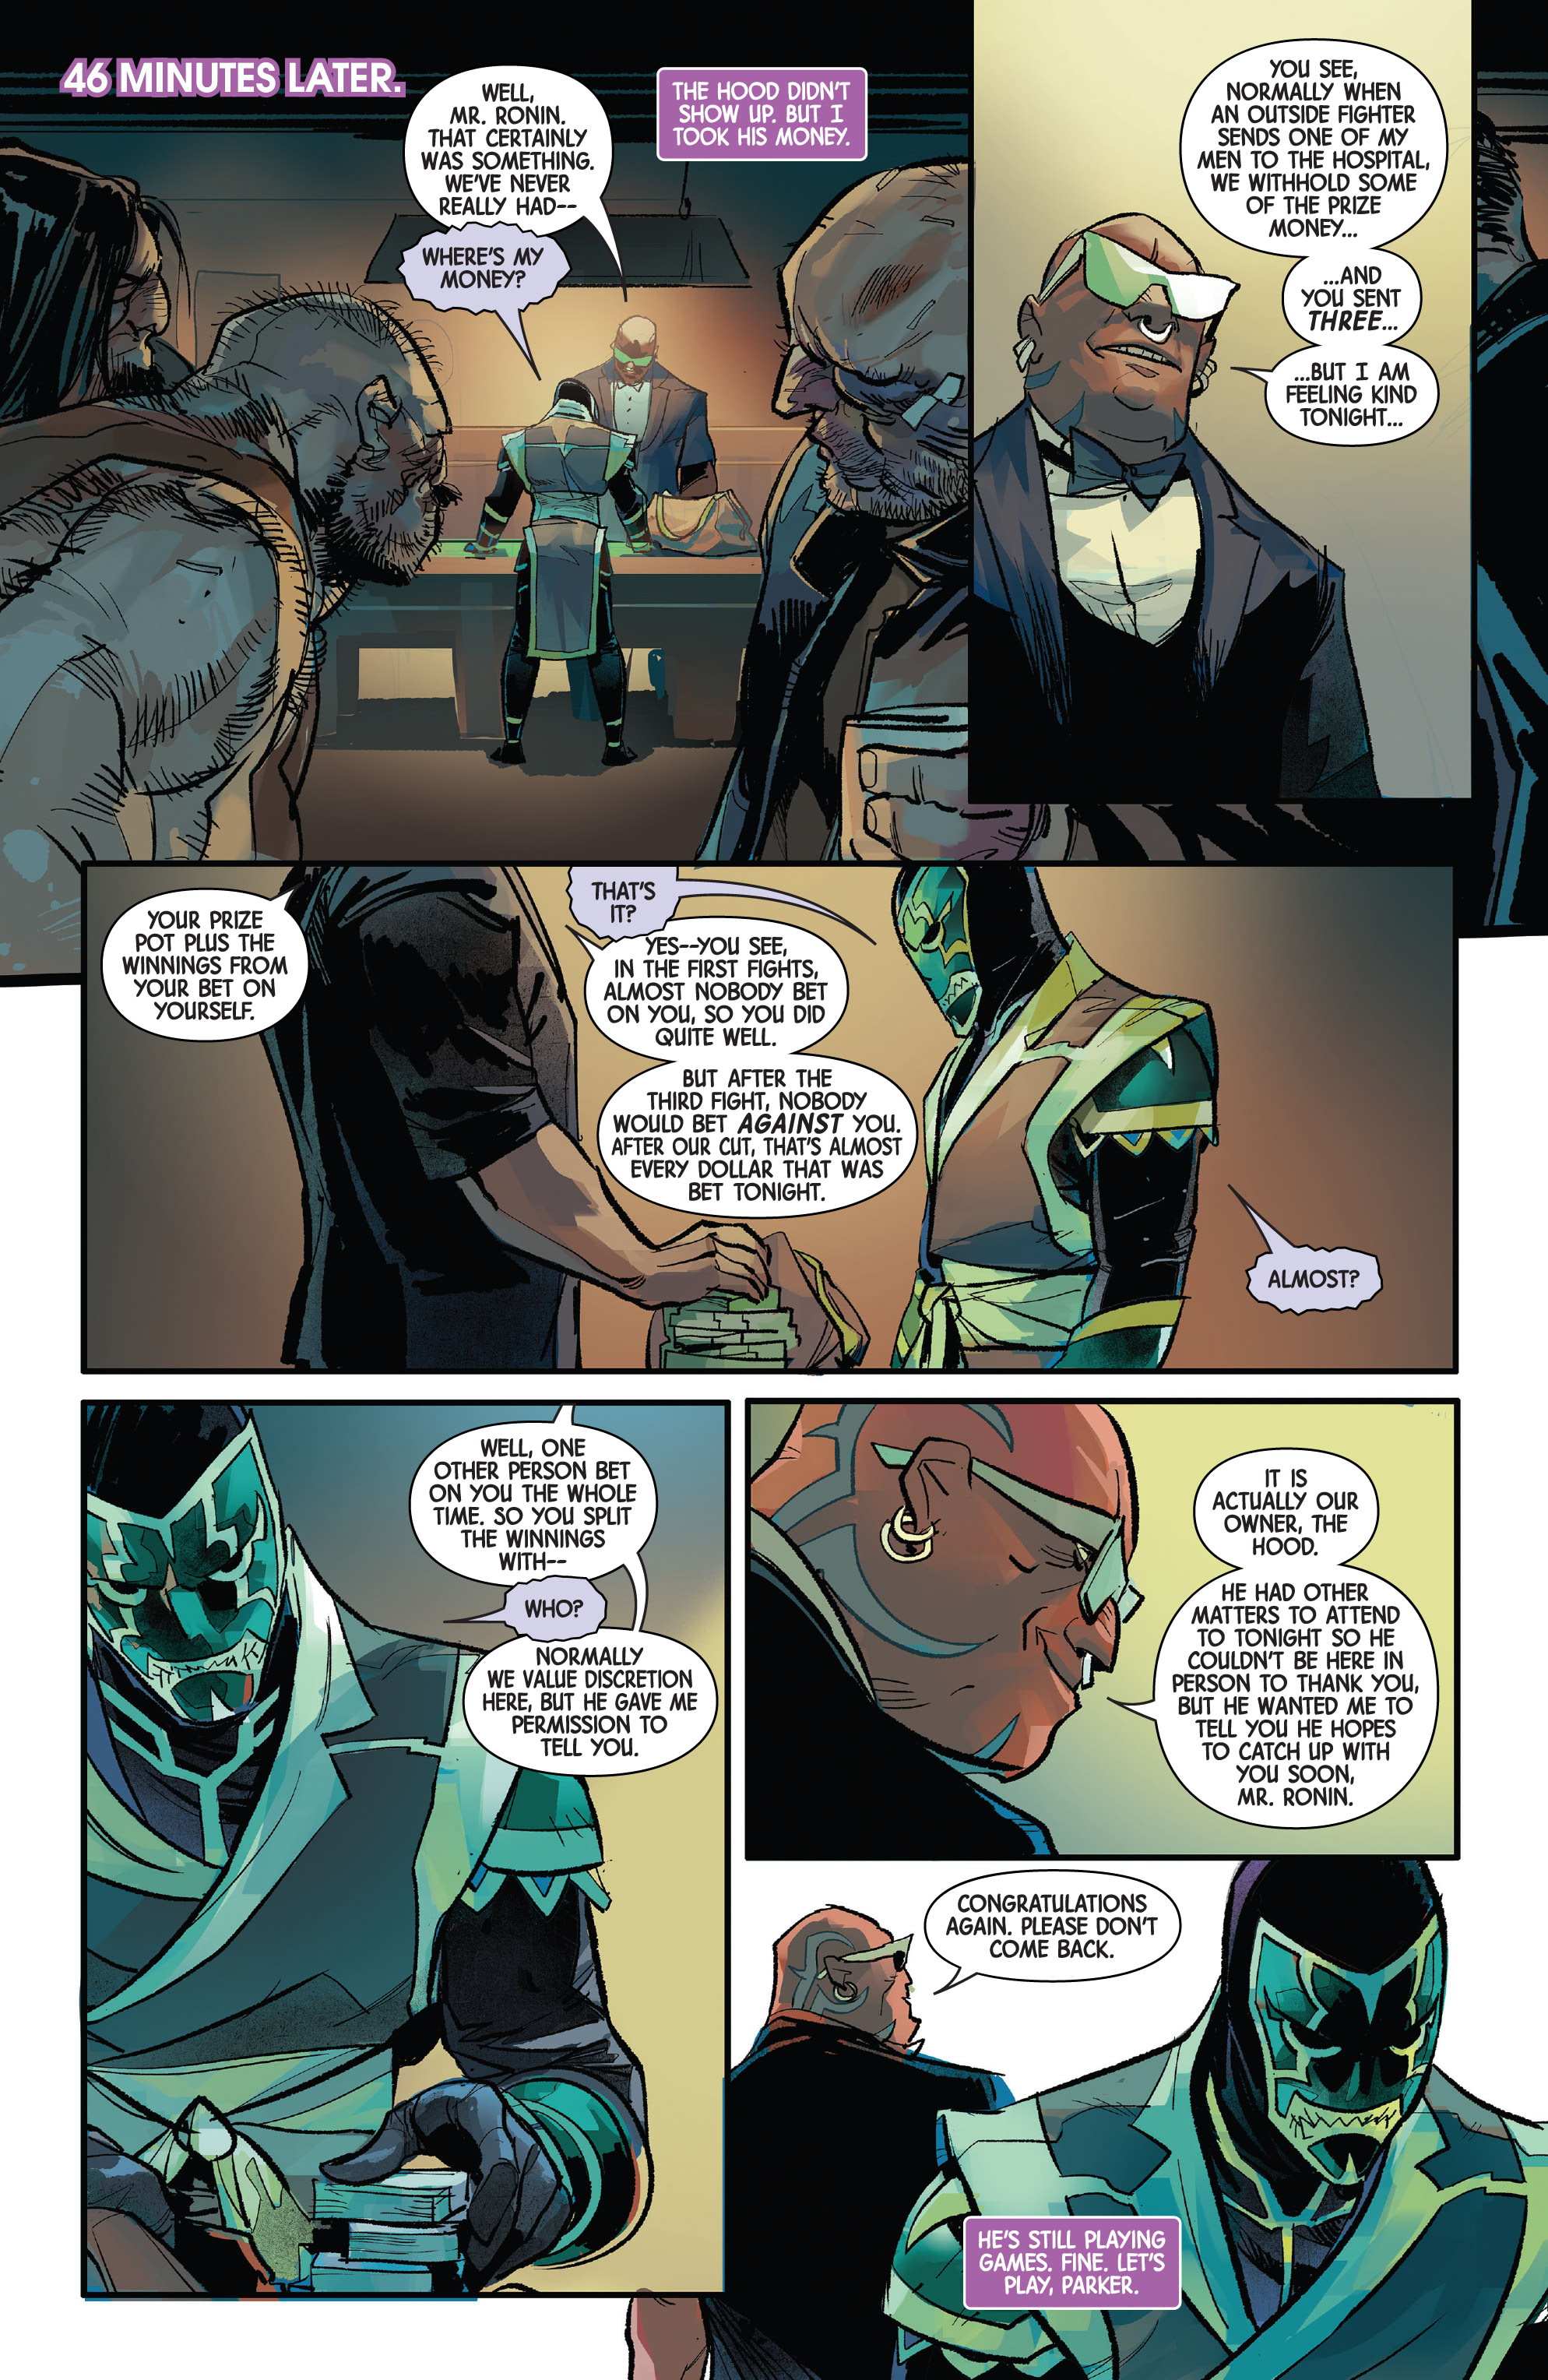 46 MINUTES LATER.
WELL,
MR. RONIN.
THAT CERTAINLY
WAS SOMETHING.
WE'VE NEVER
REALLY HAD--
WHERE'S MY
MONEY?
THE HOOD DIDN'T
SHOW UP. BUT I
TOOK HIS MONEY.
YOU SEE,
NORMALLY WHEN
AN OUTSIDE FIGHTER
SENDS ONE OF MY
MEN TO THE HOSPITAL,
WE WITHHOLD SOME
OF THE PRIZE
MONEY...
...AND
YOU SENT
THREE...
...BUT I AM
FEELING KIND
TONIGHT...
YOUR PRIZE
POT PLUS THE
WINNINGS FROM
YOUR BET ON
YOURSELF.
THAT'S
IT?
YES--YOU SEE,
IN THE FIRST FIGHTS,
ALMOST NOBODY BET
ON YOU, SO YOU DID
QUITE WELL.
BUT AFTER THE
THIRD FIGHT, NOBODY
WOULD BET AGAINST YOU.
AFTER OUR CUT, THAT'S ALMOST
EVERY DOLLAR THAT WAS
BET TONIGHT.
ALMOST?
WELL, ONE
OTHER PERSON BET
ON YOU THE WHOLE
TIME. SO YOU SPLIT
THE WINNINGS
WITH--
WHO?
NORMALLY
WE VALUE DISCRETION
HERE, BUT HE GAVE ME
PERMISSION TO
TELL YOU.
IT IS
ACTUALLY OUR
OWNER, THE
HOOD.
HE HAD OTHER
MATTERS TO ATTEND
TO TONIGHT SO HE
COULDN'T BE HERE IN
PERSON TO THANK YOU,
BUT HE WANTED ME TO
TELL YOU HE HOPES
TO CATCH UP WITH
YOU SOON,
MR. RONIN.
CONGRATULATIONS
AGAIN. PLEASE DON'T
COME BACK.
HE'S STILL PLAYING
GAMES. FINE. LET'S
PLAY, PARKER.